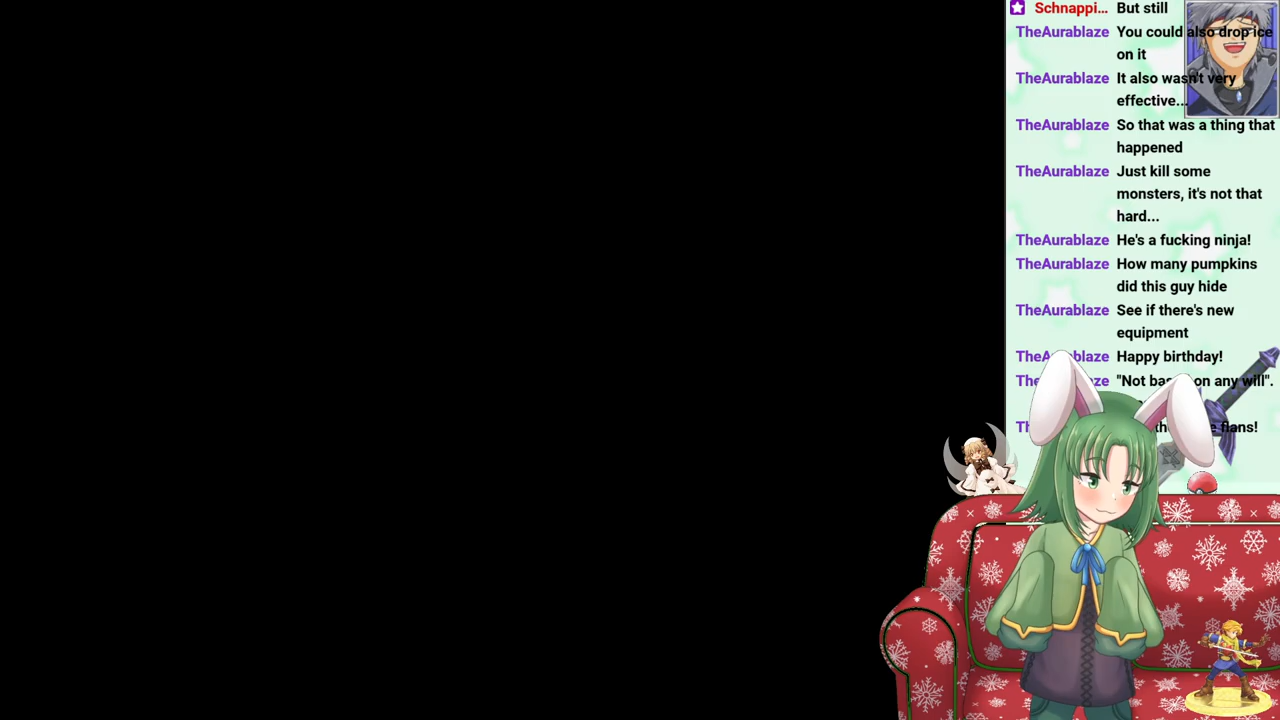 Schnappi... But still
TheAurablaze You could also drop ice
on it
TheAurablaze It also wasn't very
effective...
TheAurablaze So that was a thing that
happened
TheAurablaze Just kill some
monsters, it's not that
hard...
TheAurablaze He's a fucking ninja!
TheAurablaze How many pumpkins
did this guy hide
TheAurablaze See if there's new
equipment
TheAurablaze Happy birthday!
on any will".
flans!